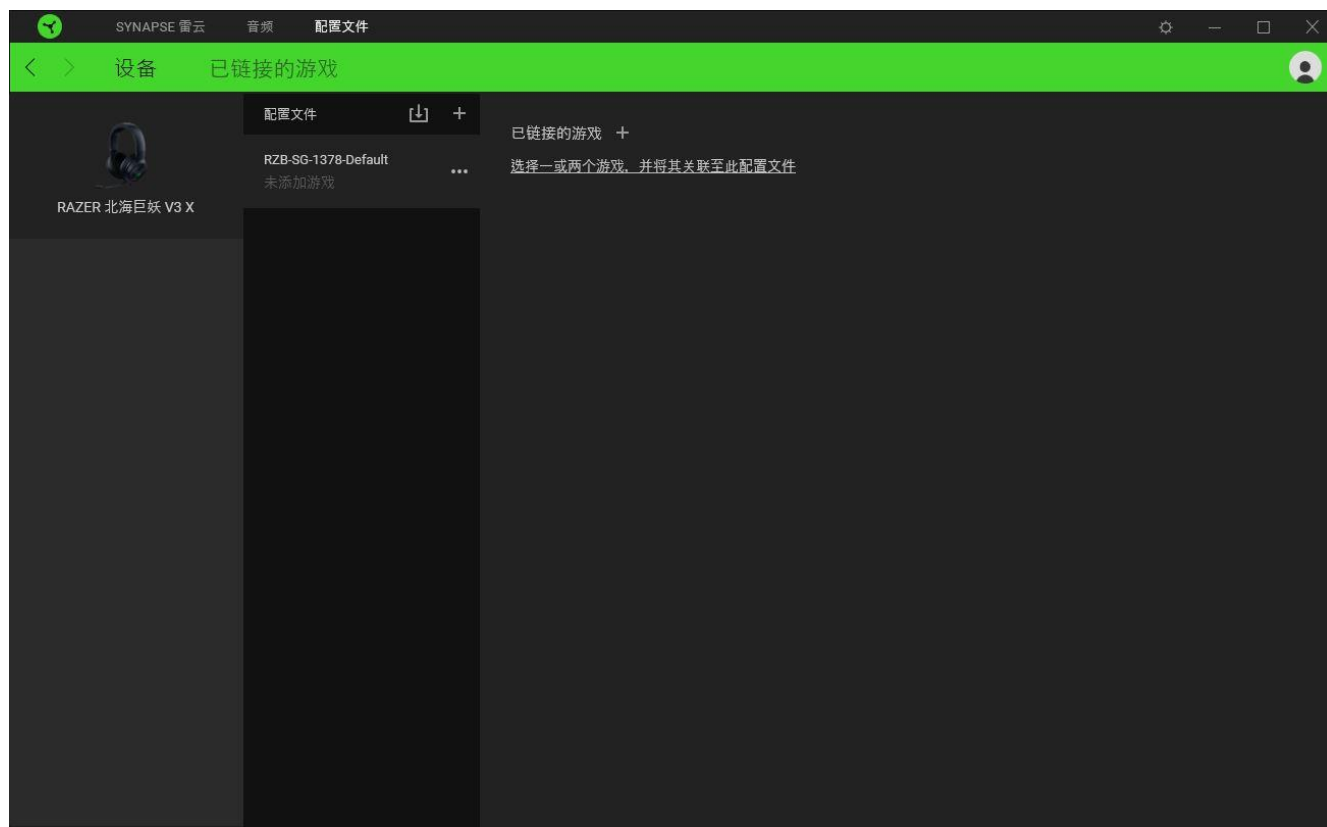 SYNAPSE 雷云 音频 配置文件
设备 已链接的游戏
RAZER 北海巨妖 V3 X
配置文件
RZB-SG-1378-Default
未添加游戏
已链接的游戏
选择一或两个游戏，并将其关联至此配置文件